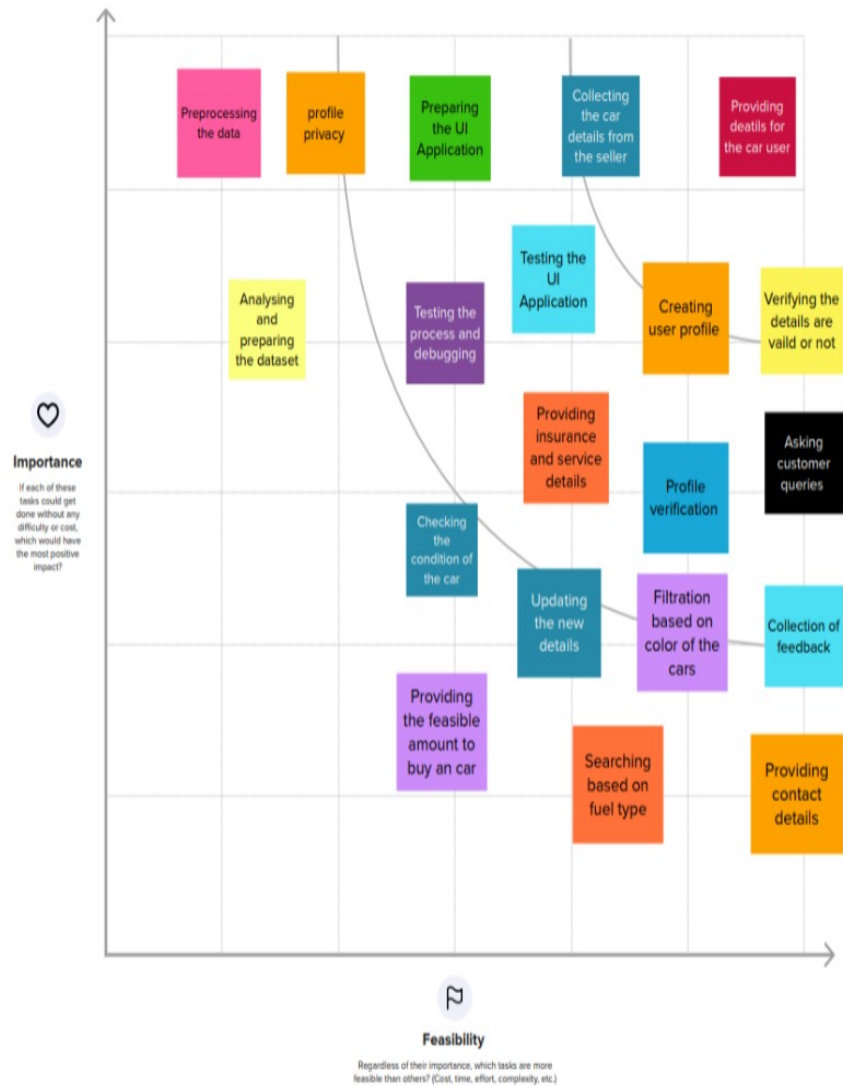 Preprocessing
the data
profile
privacy
Preparing
the UI
Application
Collecting
the car
details from
the seller
Providing
deatils for
the car user
Analysing
and
preparing
the dataset
Testing the
process and
debugging
Testing the
UI
Application
Creating
user profile
Verifying the
details are
vaild or not
Providing
insurance
and service
details
Profile
verification
Asking
customer
queries
Importance
If each of these
tasks could get
done without any
difficulty or cost,
which would have
the most positive
impact?
Checking
the
condition of
the car
Updating
the new
details
Filtration
based on
color of the
cars
Collection of
feedback
Providing
the feasible
amount to
buy an car
Searching
based on
fuel type
Providing
contact
details
Feasibility
Regardless of their importance, which tasks are more
feasible than others? (Cost, time, effort, complexity, etc.)